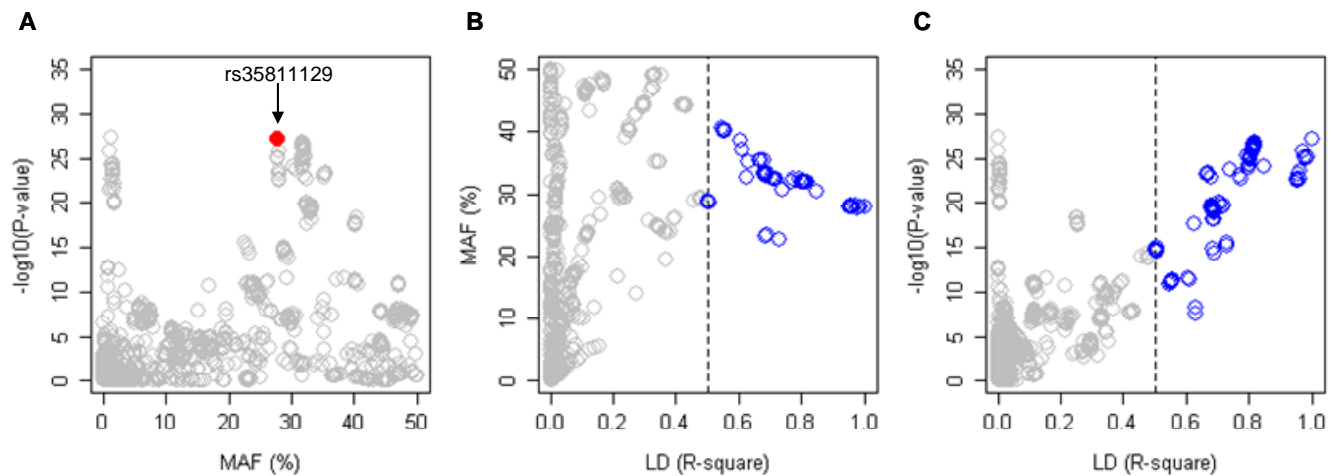 A
B
C
rs35811129
-log10(P-value)
0 5 10 15 20 25 30 35
0 10 20 30 40 50
MAF (%)
MAF (%)
0 10 20 30 40 50
0.0 0.2 0.4 0.6 0.8 1.0
LD (R-square)
-log10(P-value)
0 5 10 15 20 25 30 35
0.0 0.2 0.4 0.6 0.8 1.0
LD (R-square)